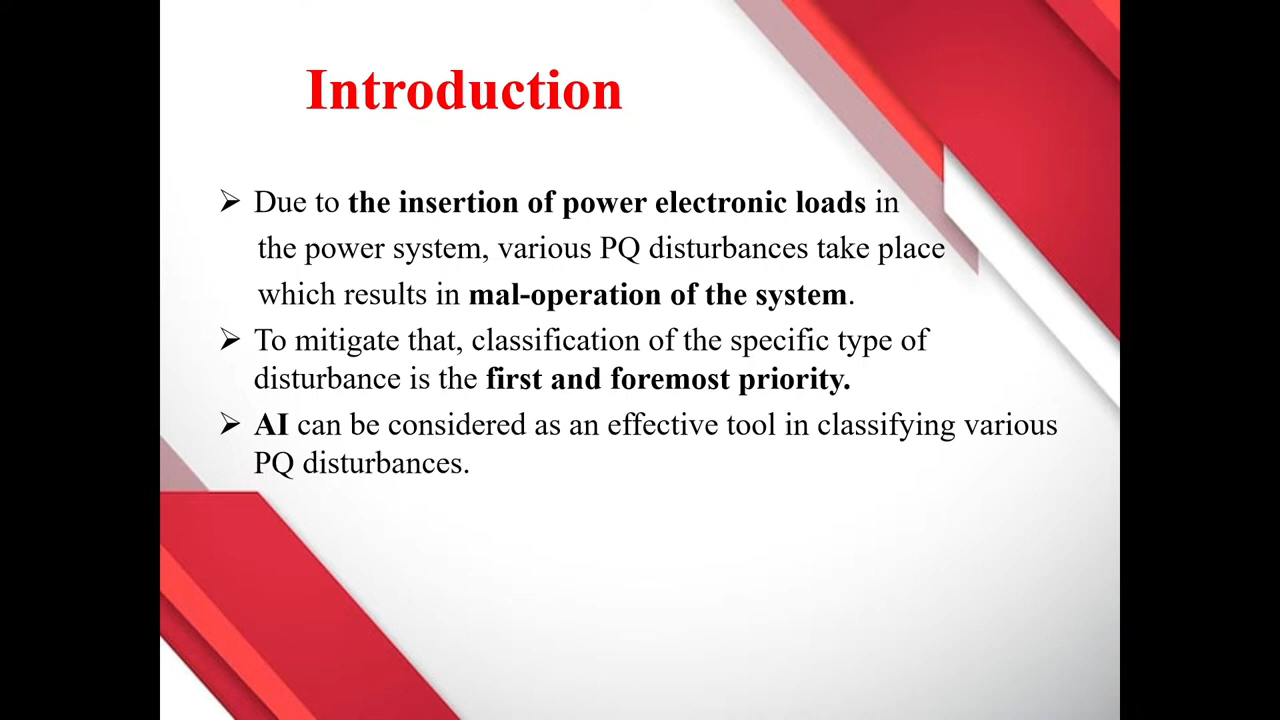 Introduction
➢ Due to the insertion of power electronic loads in
the power system, various PQ disturbances take place
which results in mal-operation of the system.
➢ To mitigate that, classification of the specific type of
disturbance is the first and foremost priority.
➢ AI can be considered as an effective tool in classifying various
PQ disturbances.